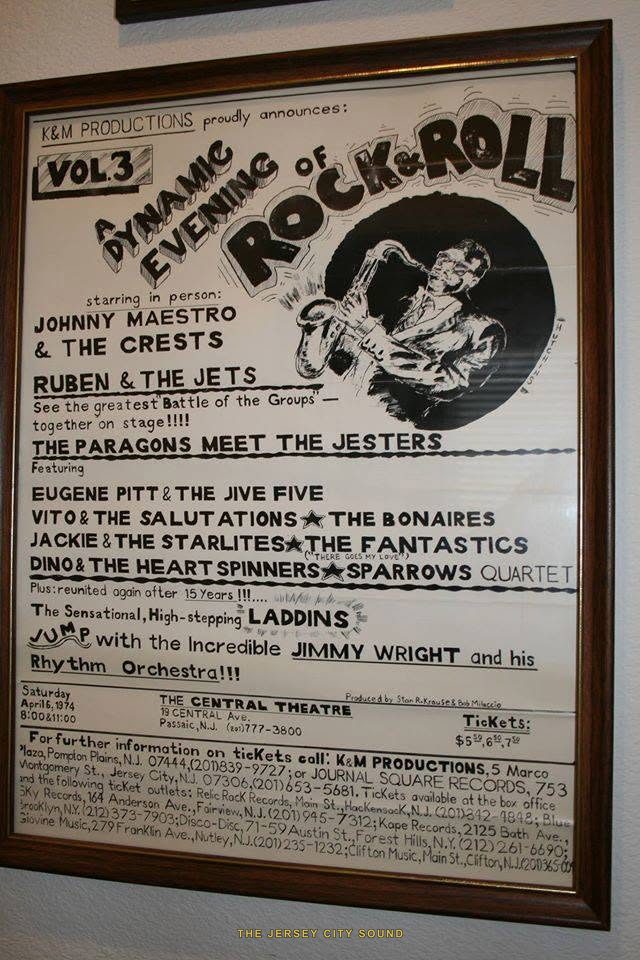 K&M PRODUCTIONS proudly announces:
VOL.3
A DYNAMIC EVENING OF ROCK & ROLL
starring in person:
JOHNNY MAESTRO
& THE CRESTS
RUBEN & THE JETS
See the greatest "Battle of the Groups" —
together on stage!!!!
THE PARAGONS MEET THE JESTERS
Featuring
EUGENE PITT & THE JIVE FIVE
VITO & THE SALUTATIONS ★ THE BONAIRES
JACKIE & THE STARLITES ★ THE FANTASTICS
("THERE GOES MY LOVE")
DINO & THE HEART SPINNERS ★ SPARROWS QUARTET
Plus: reunited again after 15 Years!!!....
The Sensational, High-stepping LADDINS
JUMP with the Incredible JIMMY WRIGHT and his
Rhythm Orchestra!!!
Saturday
April 6, 1974
8:00 & 11:00
THE CENTRAL THEATRE
19 CENTRAL Ave.
Passaic, N.J. (201) 777-3800
Produced by Stan R. Krause & Bob Milaccio
Tickets:
$5.50, 6.50, 7.50
For further information on tickets call: K&M PRODUCTIONS, 5 Marco
Plaza, Pompton Plains, N.J. 07444, (201) 839-9727; or JOURNAL SQUARE RECORDS, 753
Montgomery St., Jersey City, N.J. 07306, (201) 653-5681. Tickets available at the box office
and the following ticket outlets: Relic Rack Records, Main St., Hackensack, N.J. (201) 342-4848; Blue
Sky Records, 164 Anderson Ave., Fairview, N.J. (201) 945-7312; Kape Records, 2125 Bath Ave.,
Brooklyn, N.Y. (212) 373-7903; Disco-Disc, 71-59 Austin St., Forest Hills, N.Y. (212) 261-6690;
Giovine Music, 279 Franklin Ave., Nutley, N.J. (201) 235-1232; Clifton Music, Main St., Clifton, N.J. (201) 365-
THE JERSEY CITY SOUND